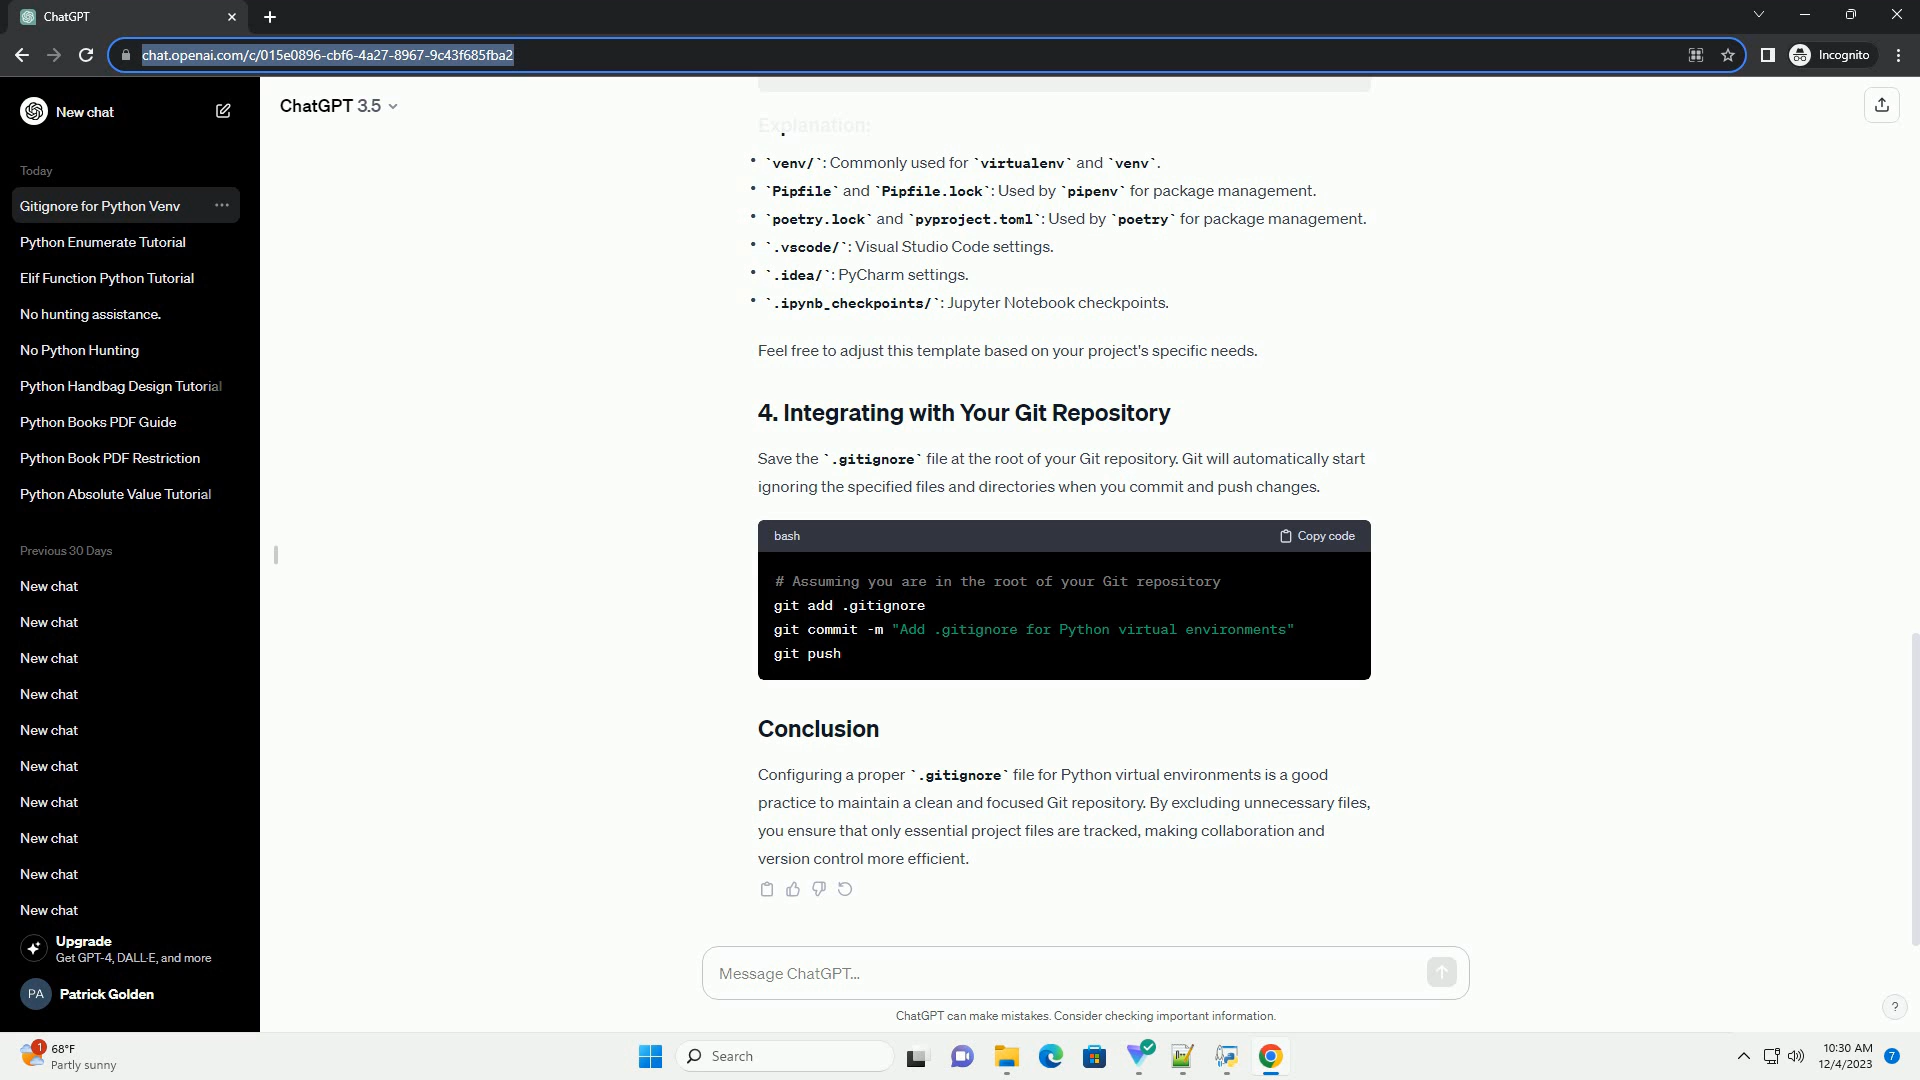 ChatGPT
chat.openai.com/c/015e0896-cbf6-4a27-8967-9c43f685fba2
Incognito
New chat
Today
Gitignore for Python Venv
Python Enumerate Tutorial
Elif Function Python Tutorial
No hunting assistance.
No Python Hunting
Python Handbag Design Tutorial
Python Books PDF Guide
Python Book PDF Restriction
Python Absolute Value Tutorial
Previous 30 Days
New chat
New chat
New chat
New chat
New chat
New chat
New chat
New chat
New chat
New chat
Upgrade
Get GPT-4, DALL·E, and more
PA
Patrick Golden
ChatGPT 3.5
Explanation:
• `venv/`: Commonly used for `virtualenv` and `venv`.
• `Pipfile` and `Pipfile.lock`: Used by `pipenv` for package management.
• `poetry.lock` and `pyproject.toml`: Used by `poetry` for package management.
• `.vscode/`: Visual Studio Code settings.
• `.idea/`: PyCharm settings.
• `.ipynb_checkpoints/`: Jupyter Notebook checkpoints.
Feel free to adjust this template based on your project's specific needs.
4. Integrating with Your Git Repository
Save the `.gitignore` file at the root of your Git repository. Git will automatically start
ignoring the specified files and directories when you commit and push changes.
bash
Copy code
# Assuming you are in the root of your Git repository
git add .gitignore
git commit -m "Add .gitignore for Python virtual environments"
git push
Conclusion
Configuring a proper `.gitignore` file for Python virtual environments is a good
practice to maintain a clean and focused Git repository. By excluding unnecessary files,
you ensure that only essential project files are tracked, making collaboration and
version control more efficient.
Message ChatGPT...
ChatGPT can make mistakes. Consider checking important information.
?
1
68°F
Partly sunny
Search
10:30 AM
12/4/2023
7